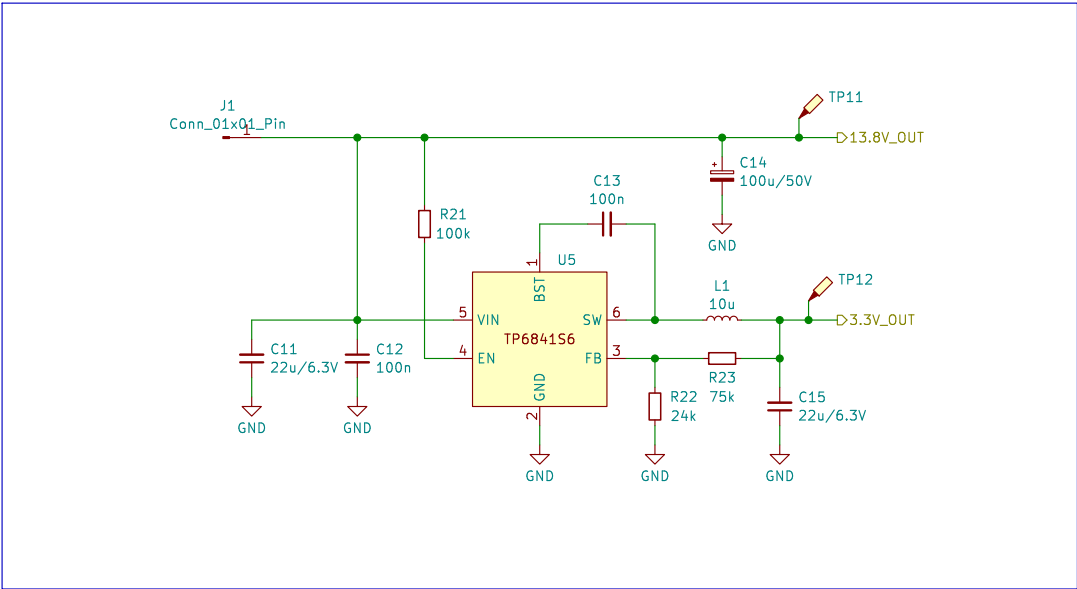 J1
Conn_01x01_Pin
1
TP11
13.8V_OUT
C14
100u/50V
+
GND
C13
100n
R21
100k
1
U5
BST
5
VIN
SW
6
TP6841S6
4
EN
FB
3
GND
2
GND
L1
10u
TP12
3.3V_OUT
C11
22u/6.3V
GND
C12
100n
GND
R23
75k
R22
24k
GND
C15
22u/6.3V
GND